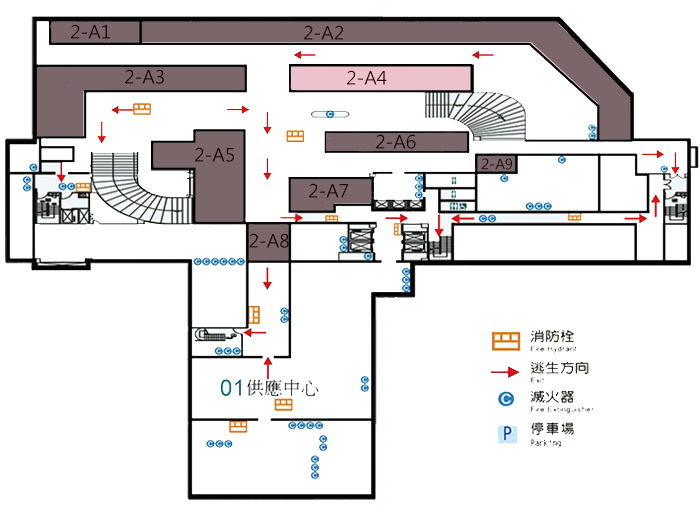 2-A1
2-A2
2-A3
2-A4
2-A5
2-A6
2-A7
2-A8
2-A9
01供應中心
消防栓
Fire Hydrant
逃生方向
Exit
滅火器
Fire Extinguisher
P
停車場
Parking